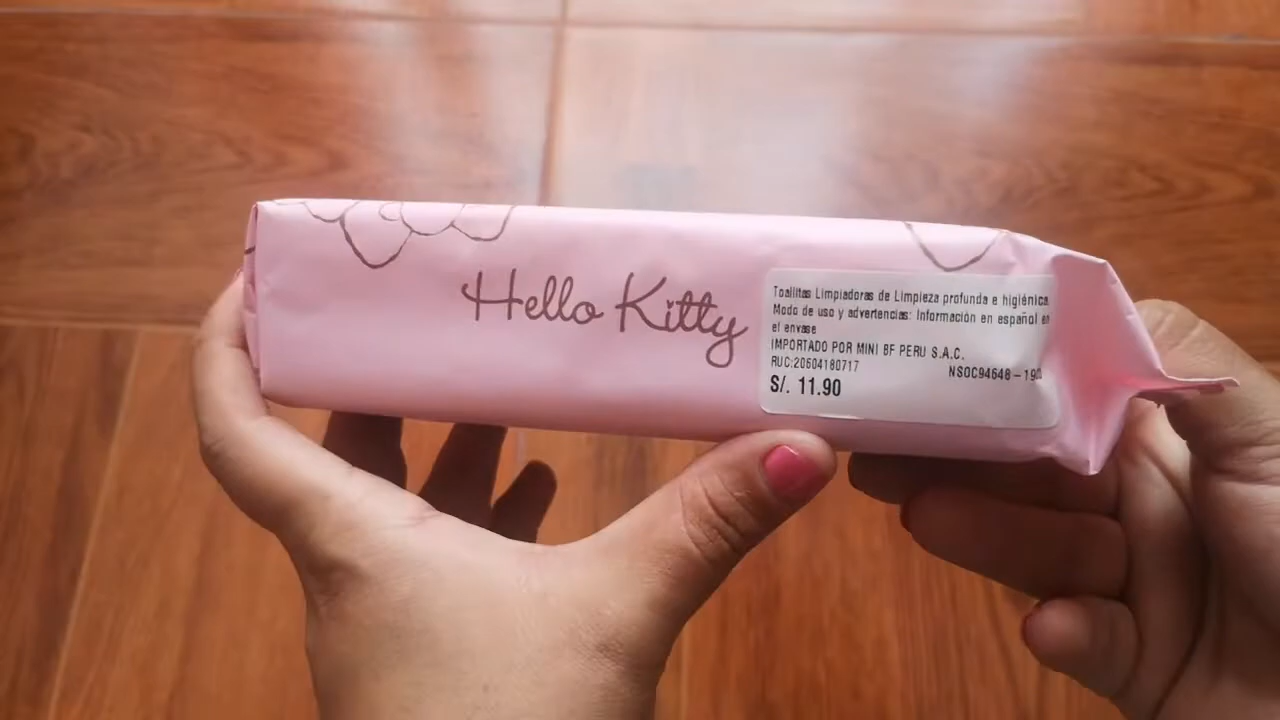 Hello Kitty
Toallitas Limpiadoras de Limpieza profunda e higiénica.
Modo de uso y advertencias: Información en español en
el envase
IMPORTADO POR MINI BF PERU S.A.C.
RUC:20604180717
NSOC94648-19
S/. 11.90